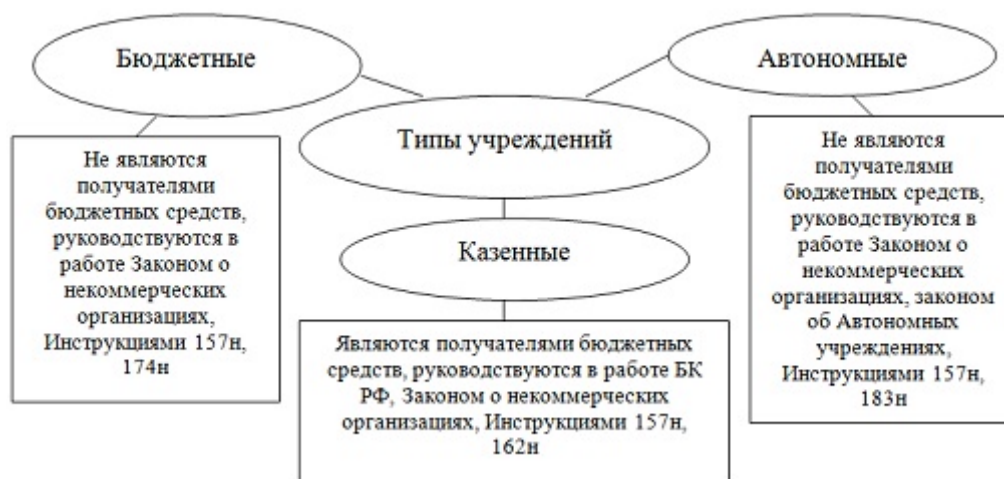 Бюджетные
Автономные
Типы учреждений
Не являются
получателями
бюджетных средств,
руководствуются в
работе Законом о
некоммерческих
организациях,
Инструкциями 157н,
174н
Казенные
Являются получателями бюджетных
средств, руководствуются в работе БК
РФ, Законом о некоммерческих
организациях, Инструкциями 157н,
162н
Не являются
получателями
бюджетных средств,
руководствуются в
работе Законом о
некоммерческих
организациях, законом
об Автономных
учреждениях,
Инструкциями 157н,
183н